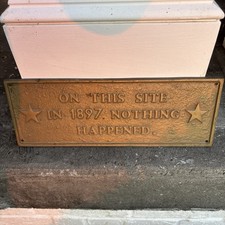 ON THIS SITE
IN 1897, NOTHING
HAPPENED.